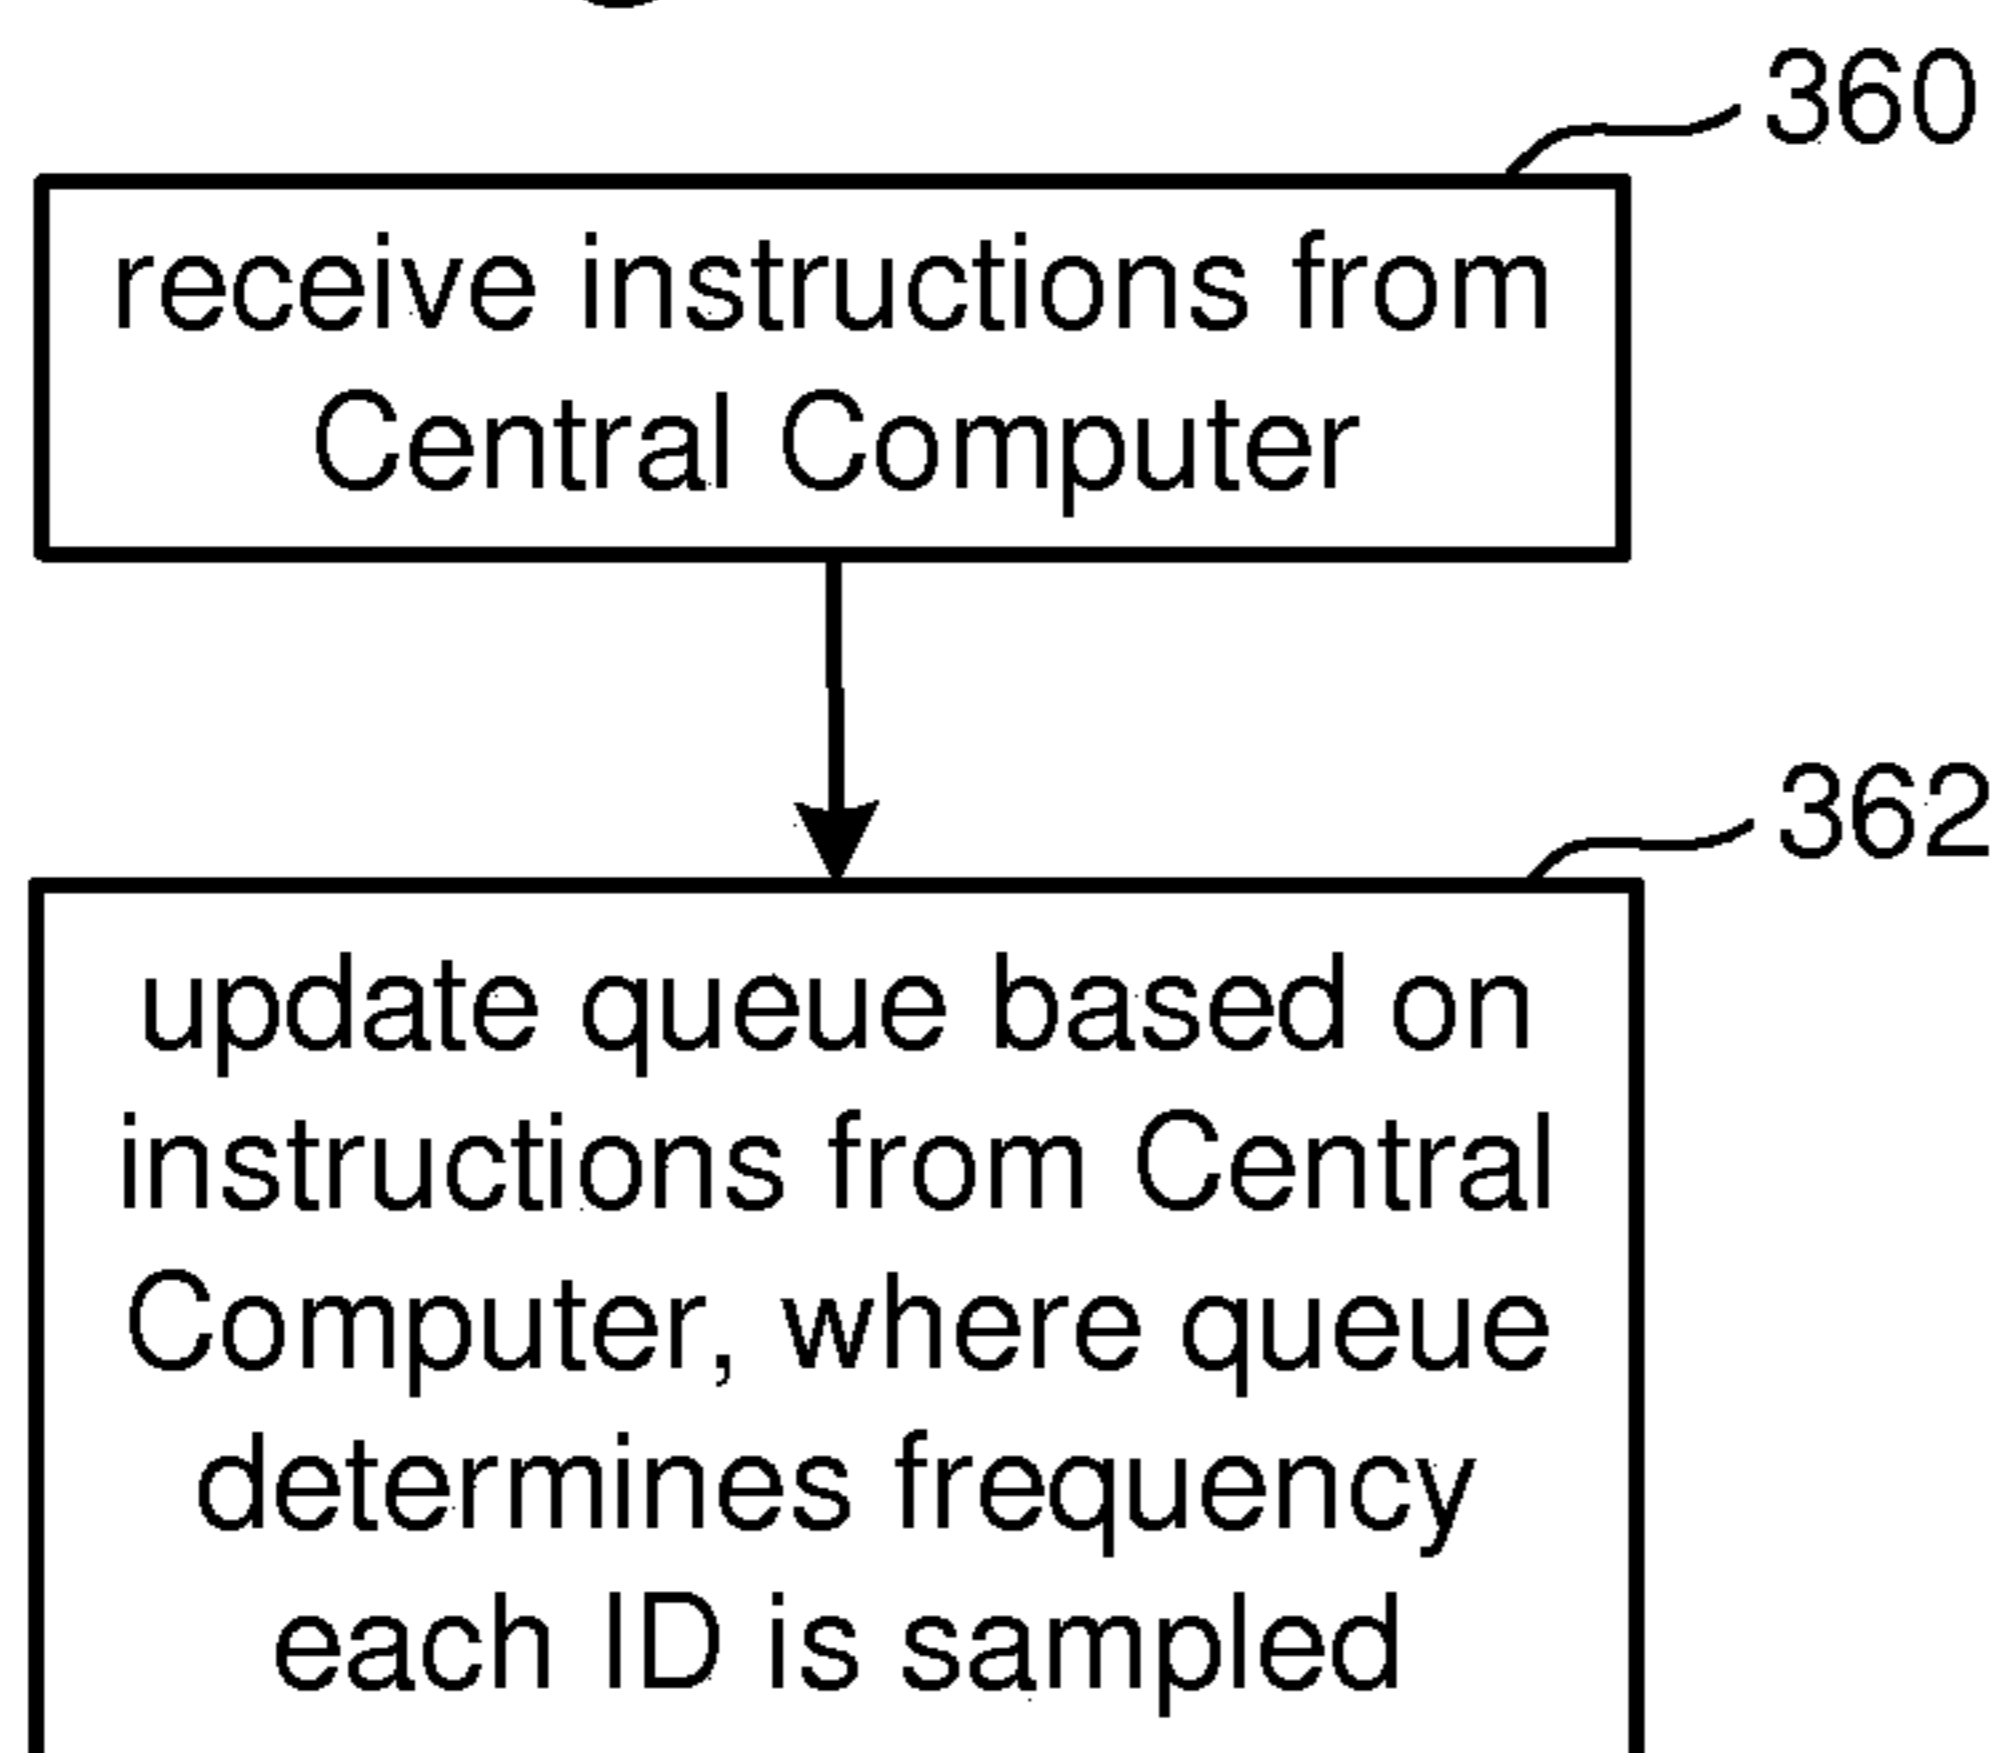 360
receive instructions from
Central Computer
362
update queue based on
instructions from Central
Computer, where queue
determines frequency
each ID is sampled